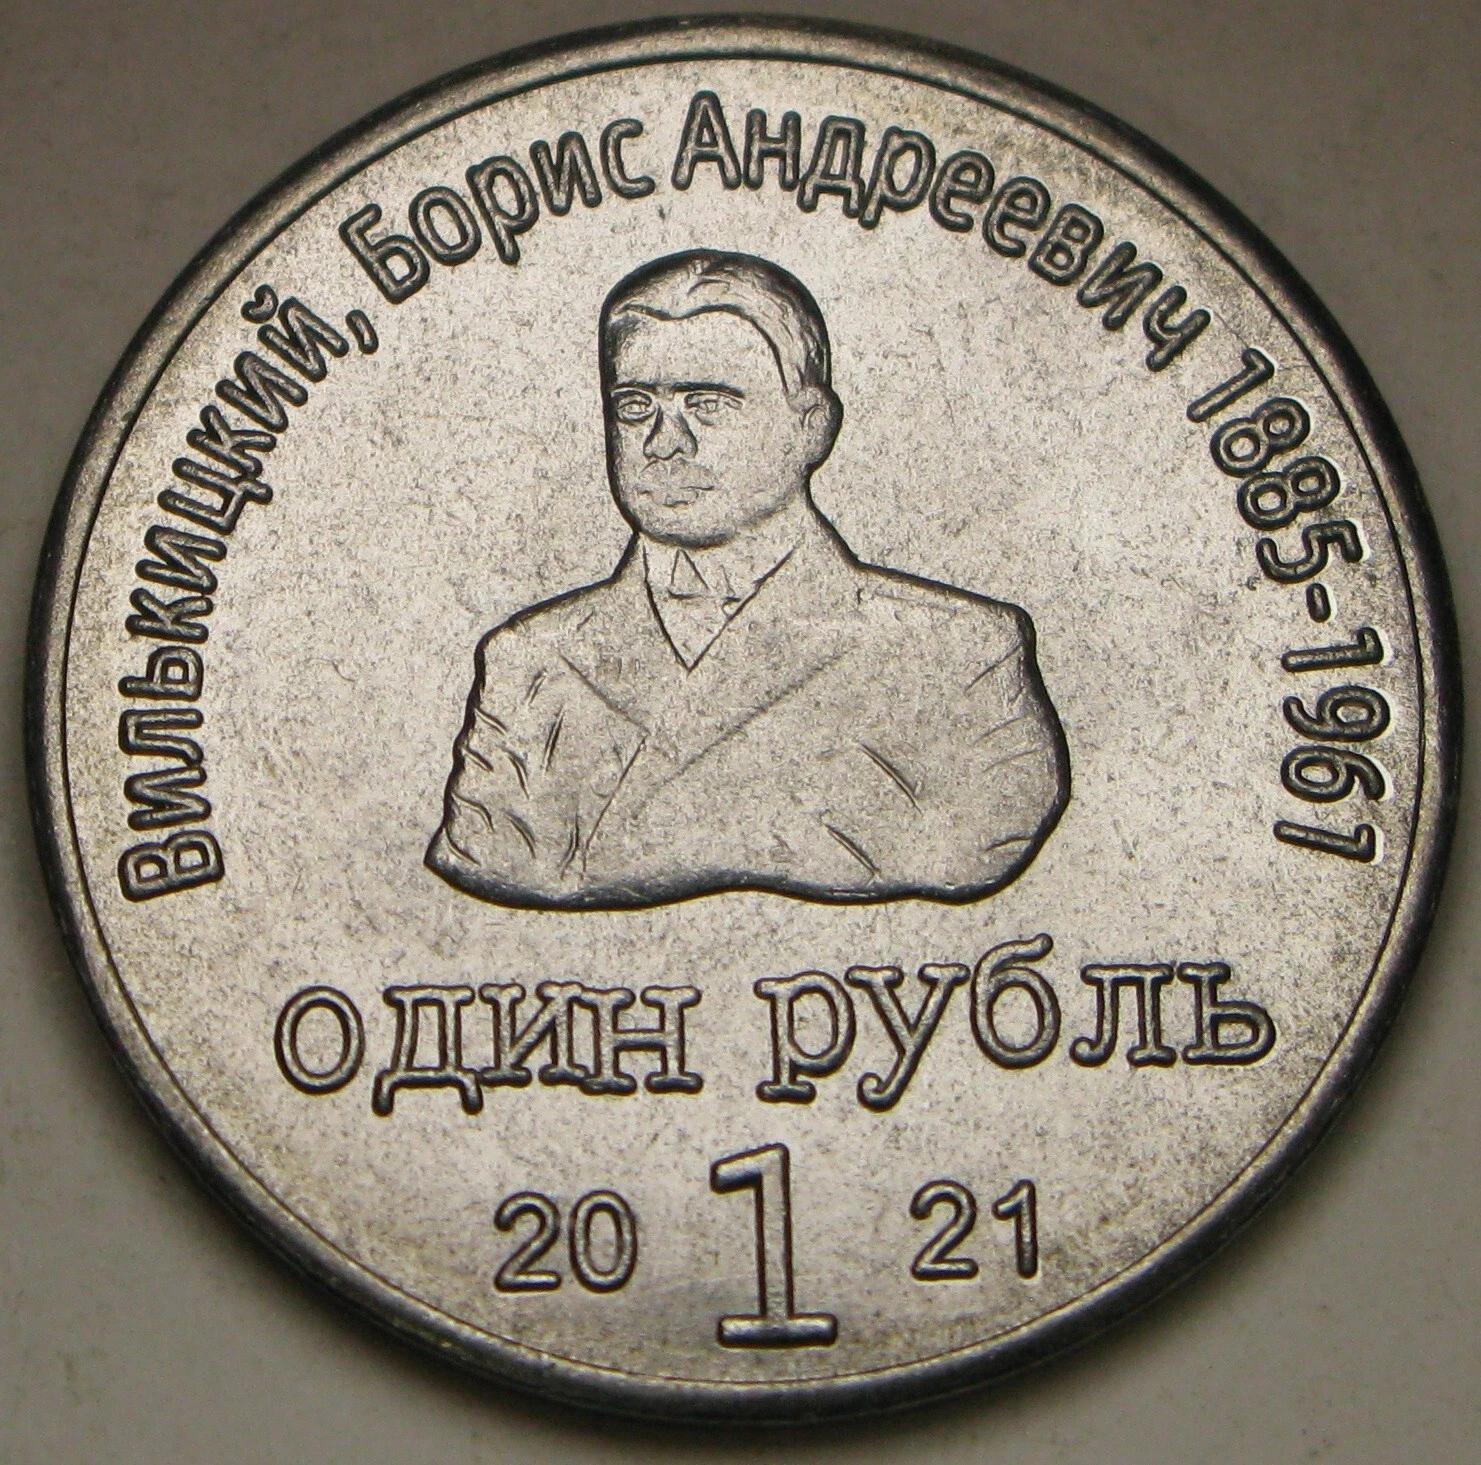 Вилькицкий, Борис Андреевич 1885-1961
один рубль
20 1 21